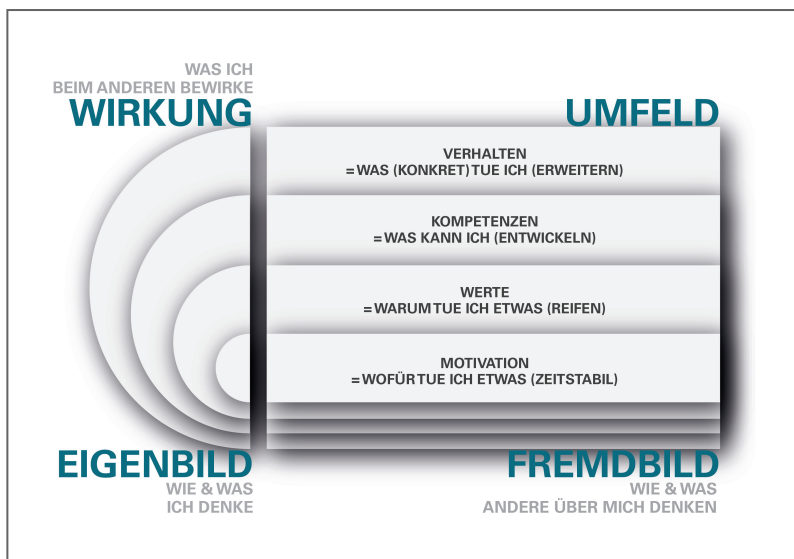 WAS ICH
BEIM ANDEREN BEWIRKE
WIRKUNG
UMFELD
VERHALTEN
= WAS (KONKRET) TUE ICH (ERWEITERN)
KOMPETENZEN
= WAS KANN ICH (ENTWICKELN)
WERTE
= WARUM TUE ICH ETWAS (REIFEN)
MOTIVATION
= WOFÜR TUE ICH ETWAS (ZEITSTABIL)
EIGENBILD
WIE & WAS
ICH DENKE
FREMDBILD
WIE & WAS
ANDERE ÜBER MICH DENKEN